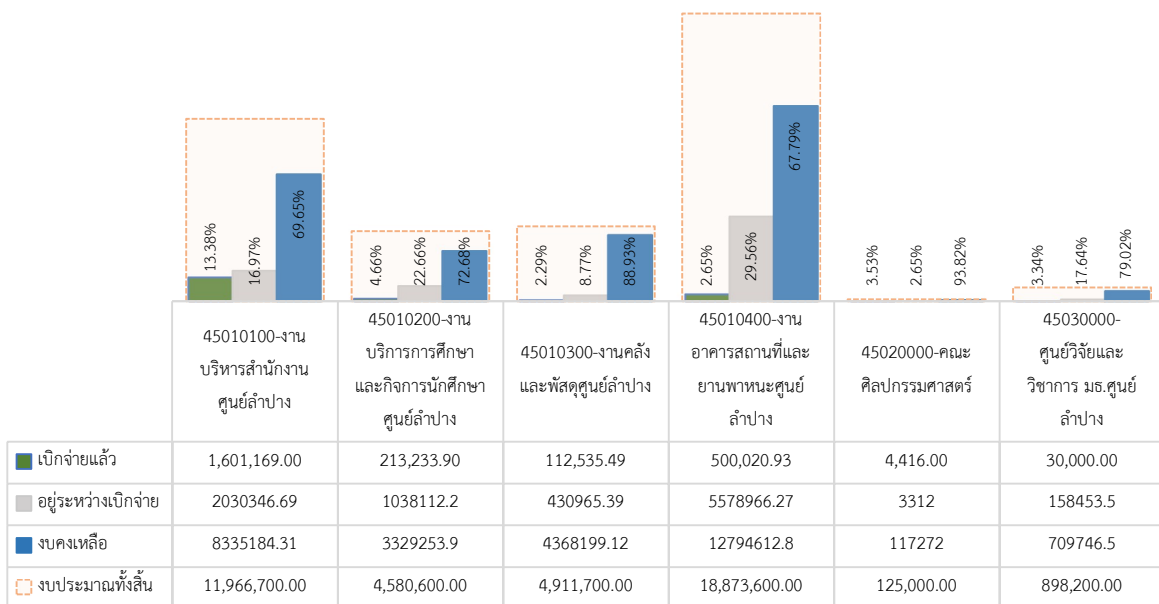 13.38%
16.97%
69.65%
4.66%
22.66%
72.68%
2.29%
8.77%
88.93%
2.65%
29.56%
67.79%
3.53%
2.65%
93.82%
3.34%
17.64%
79.02%
45010100-งาน
บริหารสำนักงาน
ศูนย์ลำปาง
45010200-งาน
บริการการศึกษา
และกิจการนักศึกษา
ศูนย์ลำปาง
45010300-งานคลัง
และพัสดุศูนย์ลำปาง
45010400-งาน
อาคารสถานที่และ
ยานพาหนะศูนย์
ลำปาง
45020000-คณะ
ศิลปกรรมศาสตร์
45030000-
ศูนย์วิจัยและ
วิชาการ มธ.ศูนย์
ลำปาง
เบิกจ่ายแล้ว 1,601,169.00 213,233.90 112,535.49 500,020.93 4,416.00 30,000.00
อยู่ระหว่างเบิกจ่าย 2030346.69 1038112.2 430965.39 5578966.27 3312 158453.5
งบคงเหลือ 8335184.31 3329253.9 4368199.12 12794612.8 117272 709746.5
งบประมาณทั้งสิ้น 11,966,700.00 4,580,600.00 4,911,700.00 18,873,600.00 125,000.00 898,200.00